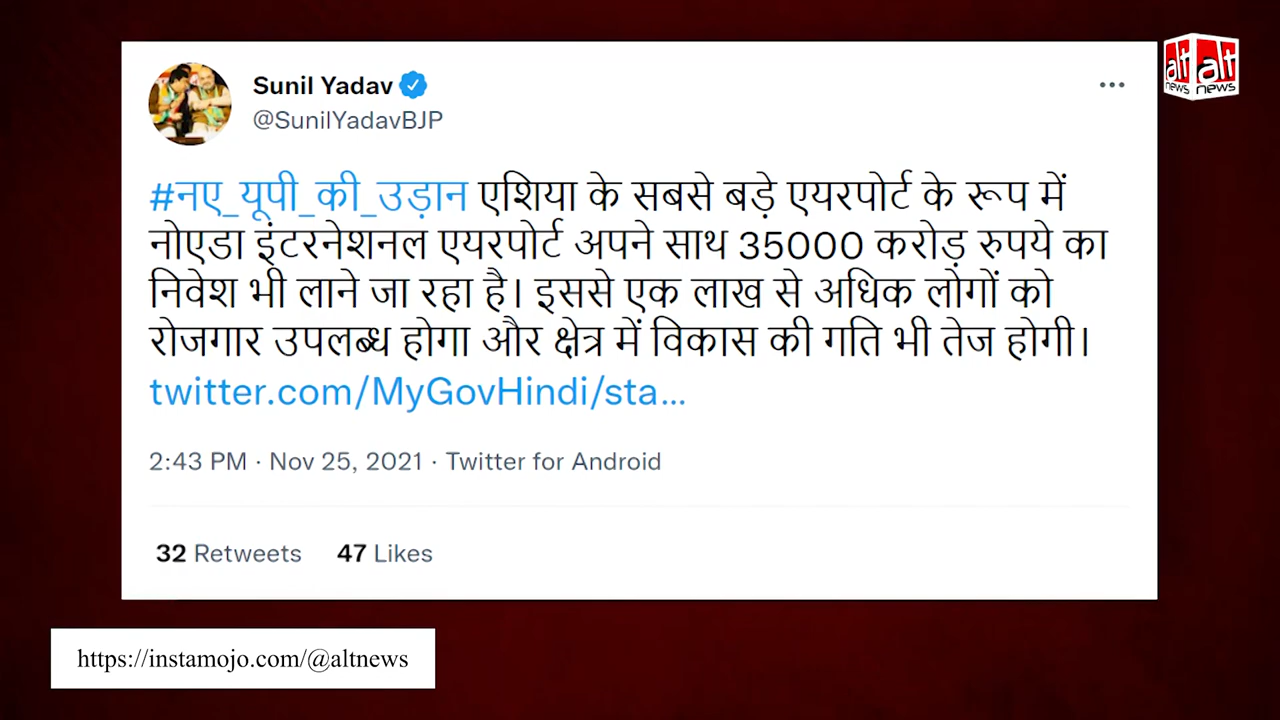 Sunil Yadav
@SunilYadavBJP
#नए_यूपी_की_उड़ान एशिया के सबसे बड़े एयरपोर्ट के रूप में
नोएडा इंटरनेशनल एयरपोर्ट अपने साथ 35000 करोड़ रुपये का
निवेश भी लाने जा रहा है। इससे एक लाख से अधिक लोगों को
रोजगार उपलब्ध होगा और क्षेत्र में विकास की गति भी तेज होगी।
twitter.com/MyGovHindi/sta...
2:43 PM · Nov 25, 2021 · Twitter for Android
32 Retweets 47 Likes
alt news alt news
https://instamojo.com/@altnews